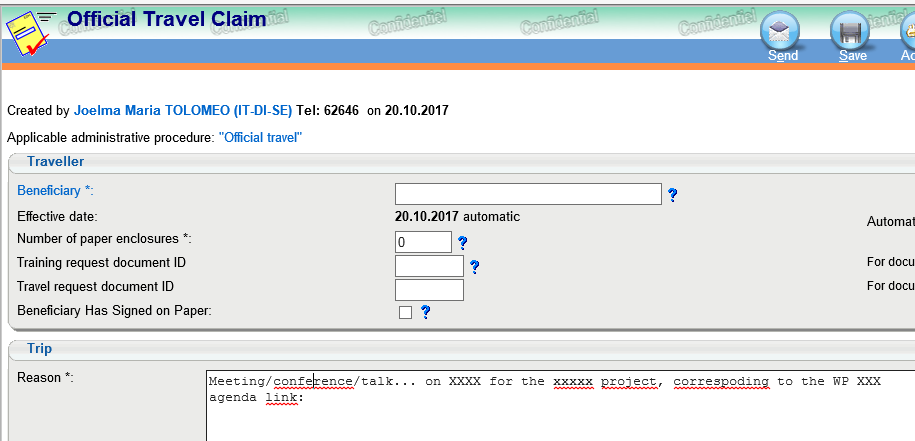 Official Travel Claim
Confidential Confidential Confidential Confidential Confidential
Send Save Ac
Created by Joelma Maria TOLOMEO (IT-DI-SE) Tel: 62646 on 20.10.2017
Applicable administrative procedure: "Official travel"
Traveller
Beneficiary *:
Effective date: 20.10.2017 automatic
Automat
Number of paper enclosures *: 0
Training request document ID For docu
Travel request document ID For docu
Beneficiary Has Signed on Paper:
Trip
Reason *: Meeting/conference/talk... on XXXX for the xxxxx project, correspoding to the WP XXX
agenda link: